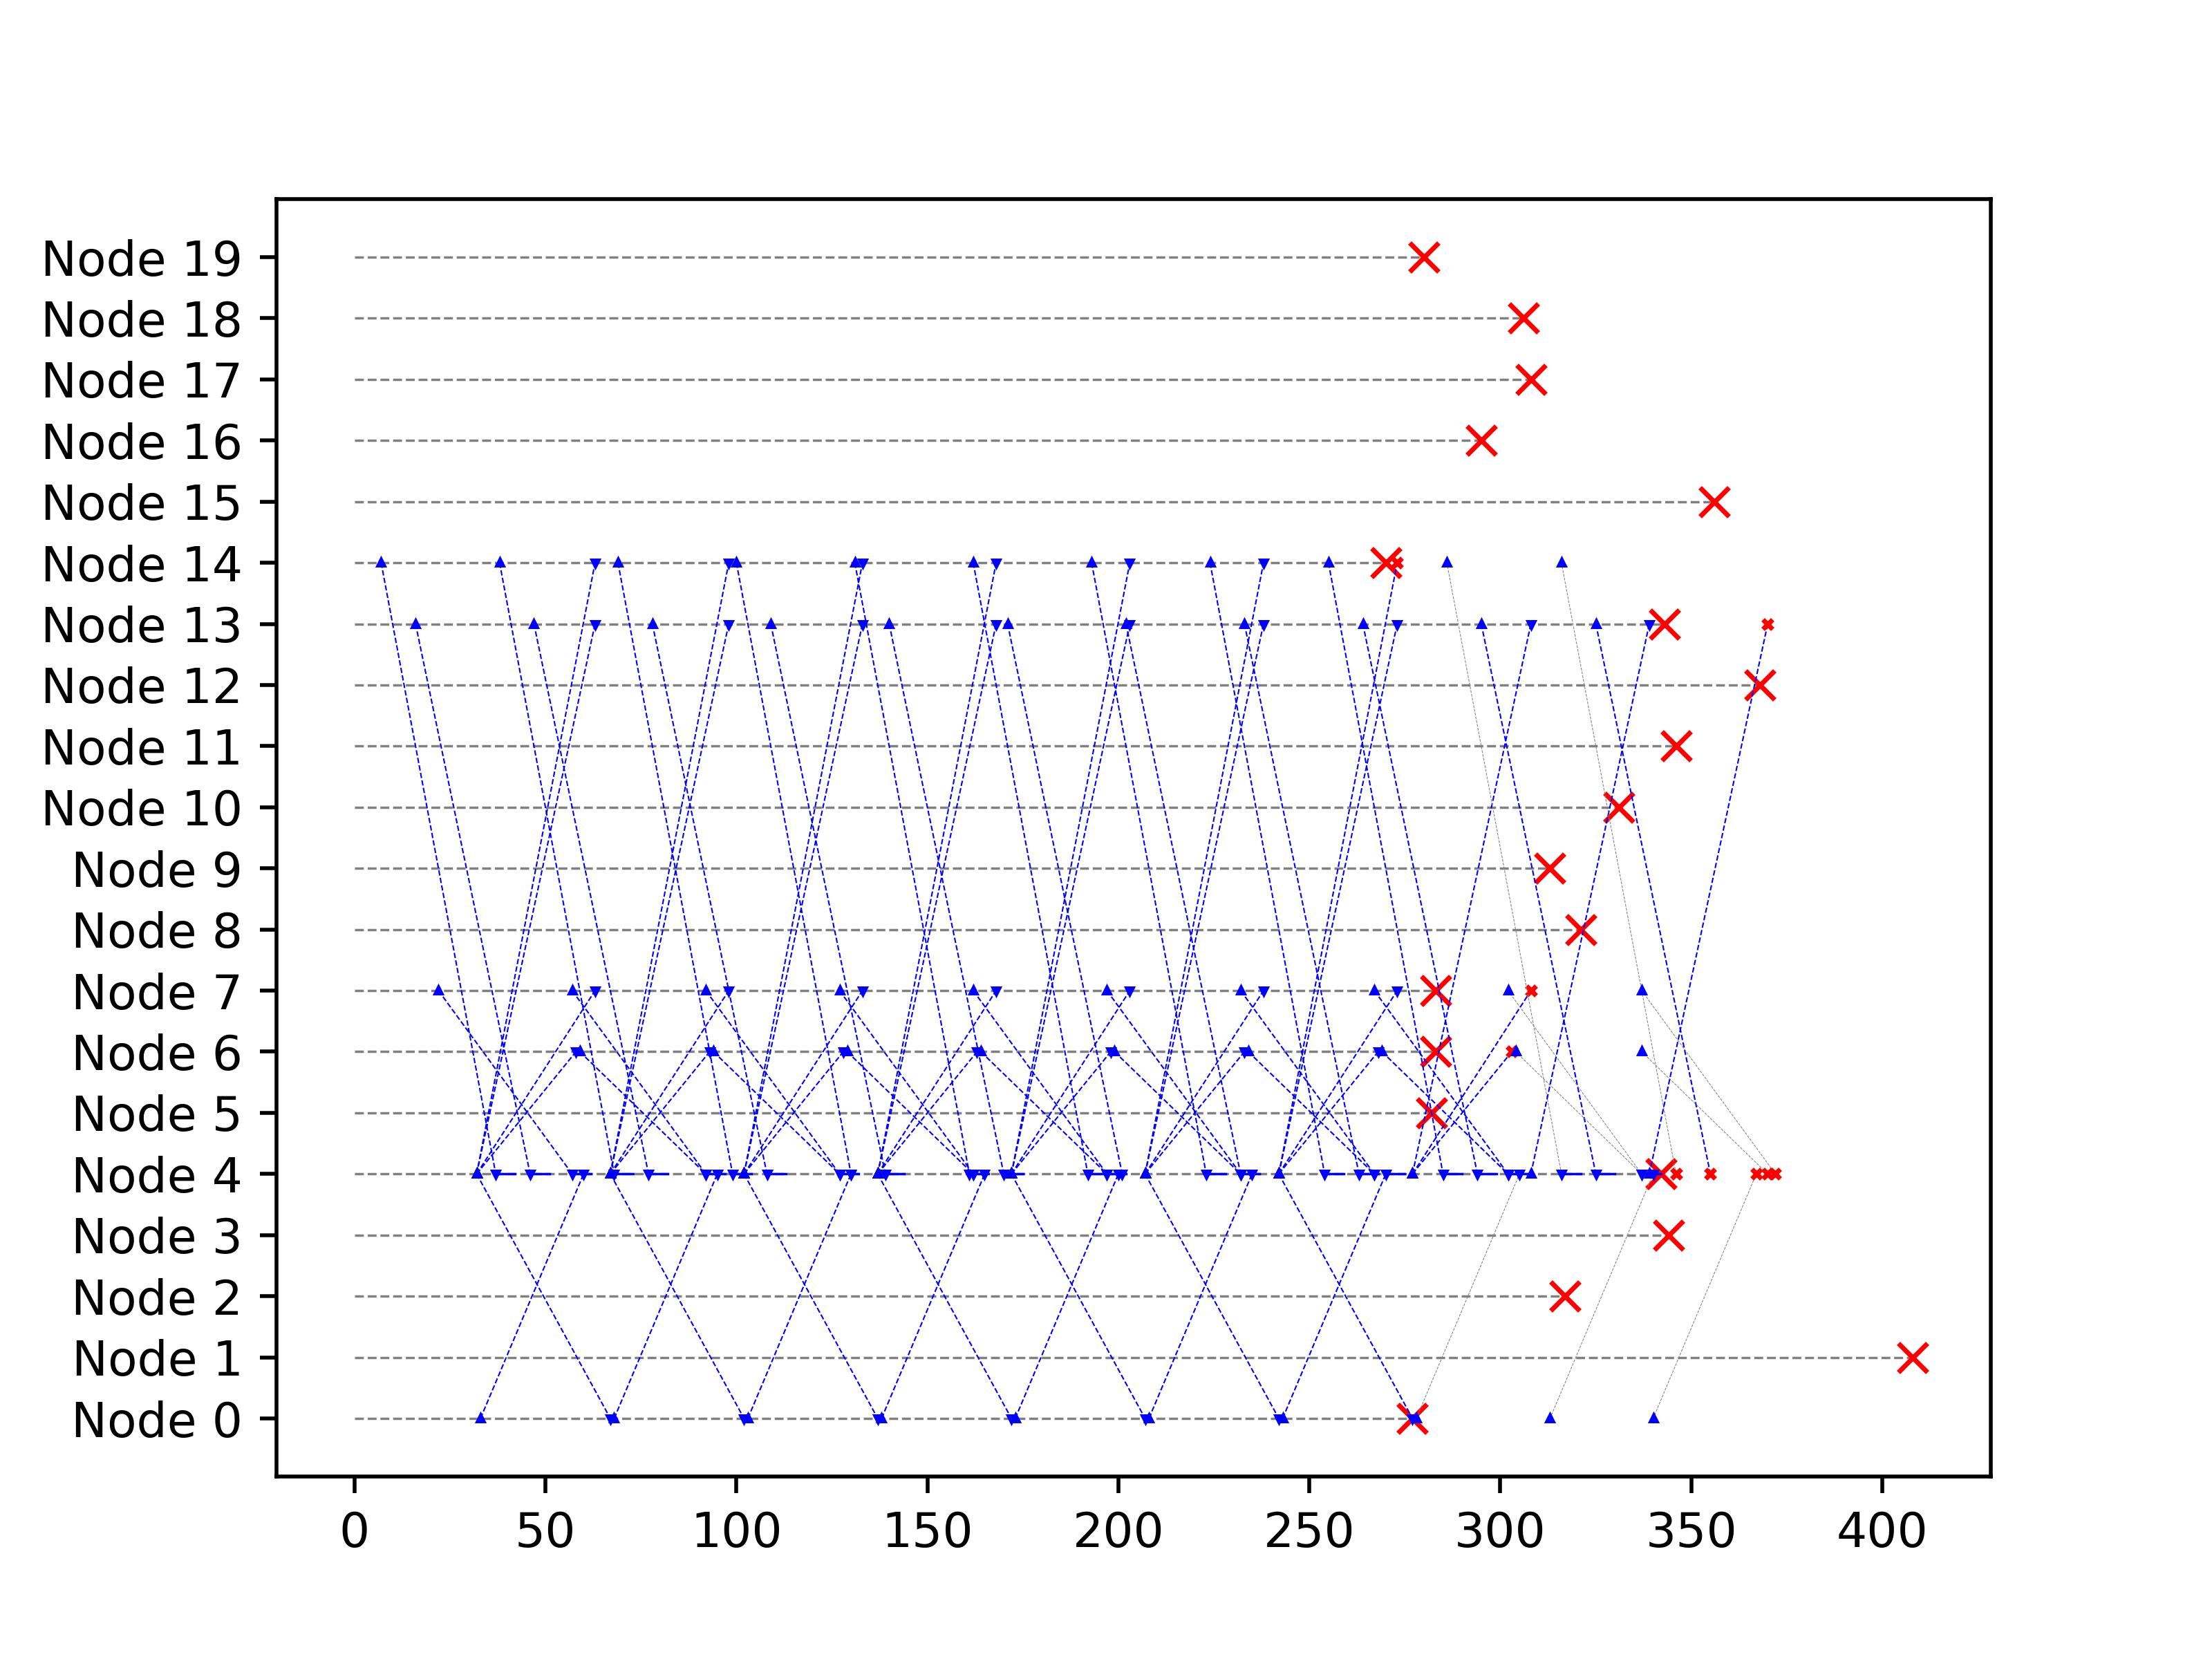 Node 19
Node 18
Node 17
Node 16
Node 15
Node 14
Node 13
Node 12
Node 11
Node 10
Node 9
Node 8
Node 7
Node 6
Node 5
Node 4
Node 3
Node 2
Node 1
Node 0
0 50 100 150 200 250 300 350 400